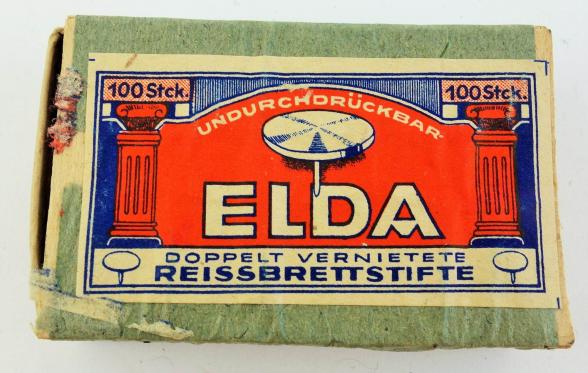 100 Stck.
100 Stck.
UNDURCHDRÜCKBAR
ELDA
DOPPELT VERNIETETE
REISSBRETTSTIFTE